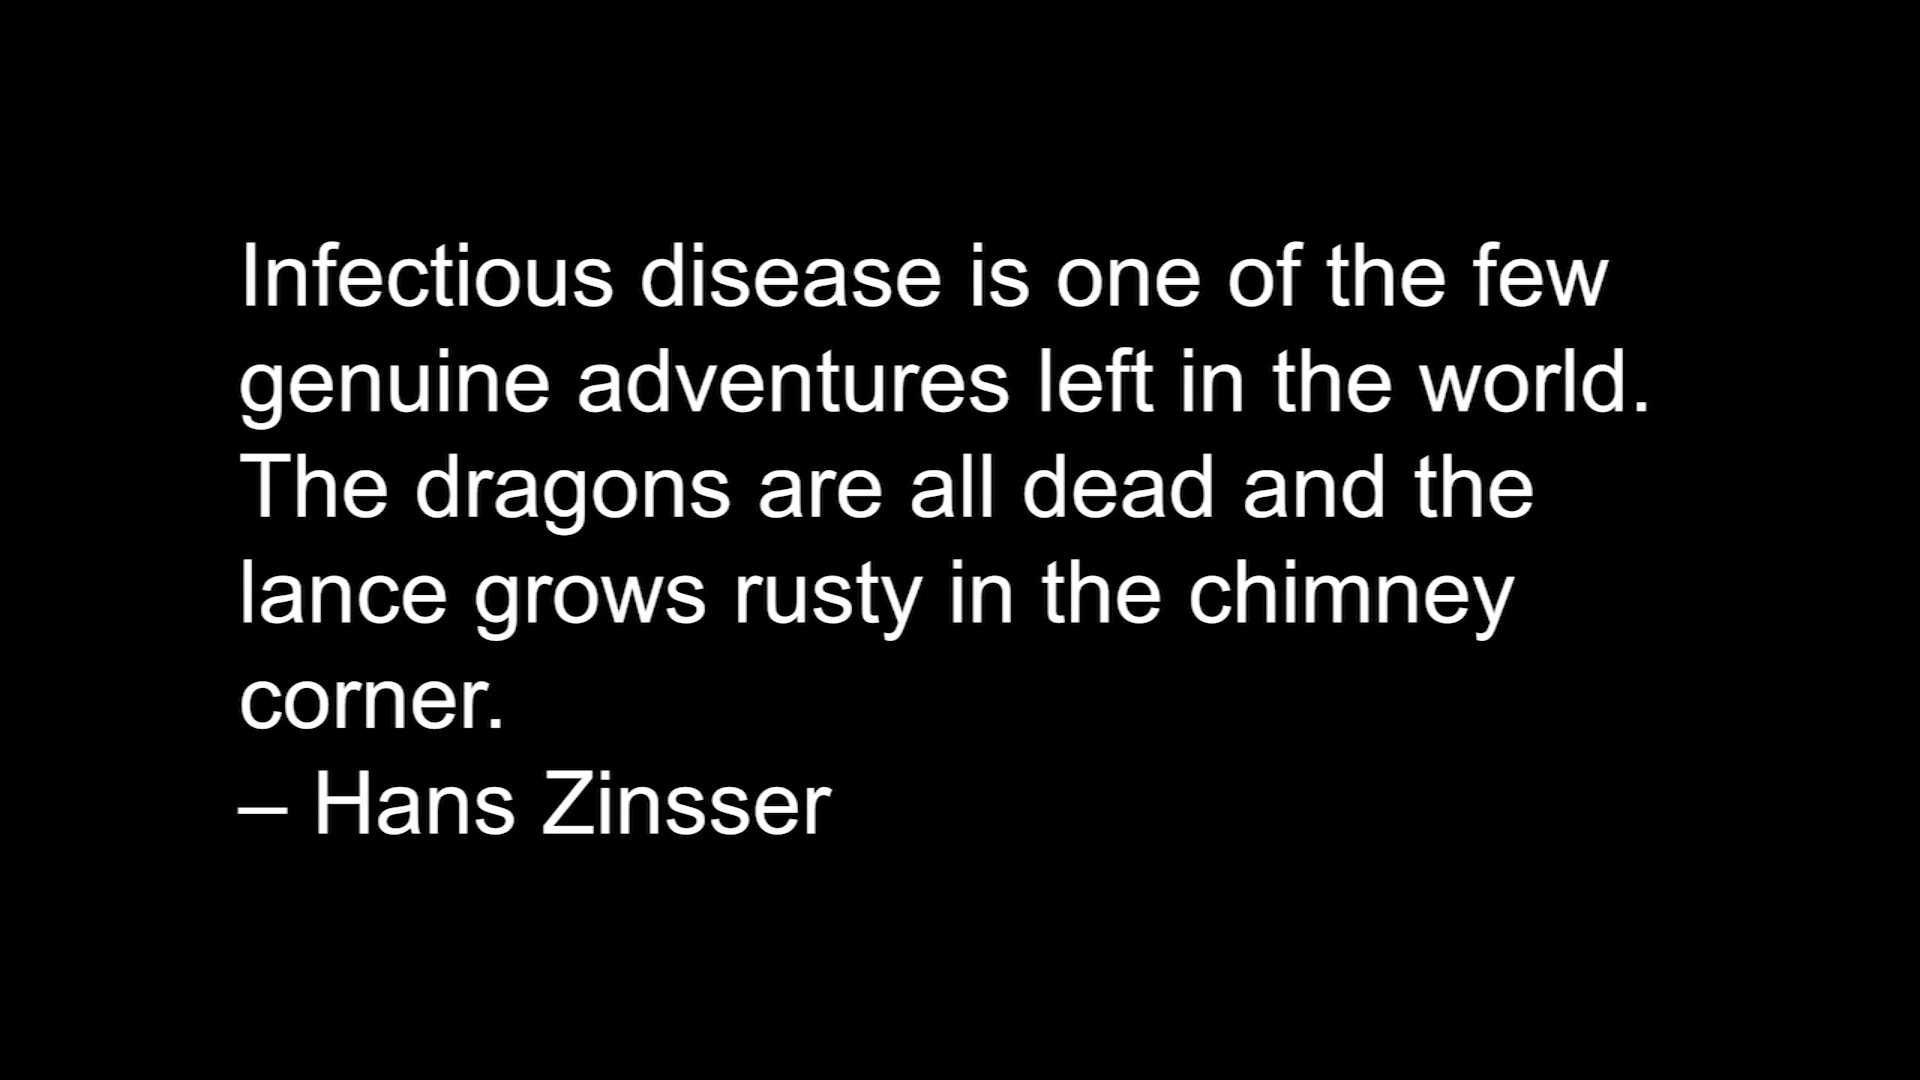 Infectious disease is one of the few
genuine adventures left in the world.
The dragons are all dead and the
lance grows rusty in the chimney
corner.
– Hans Zinsser